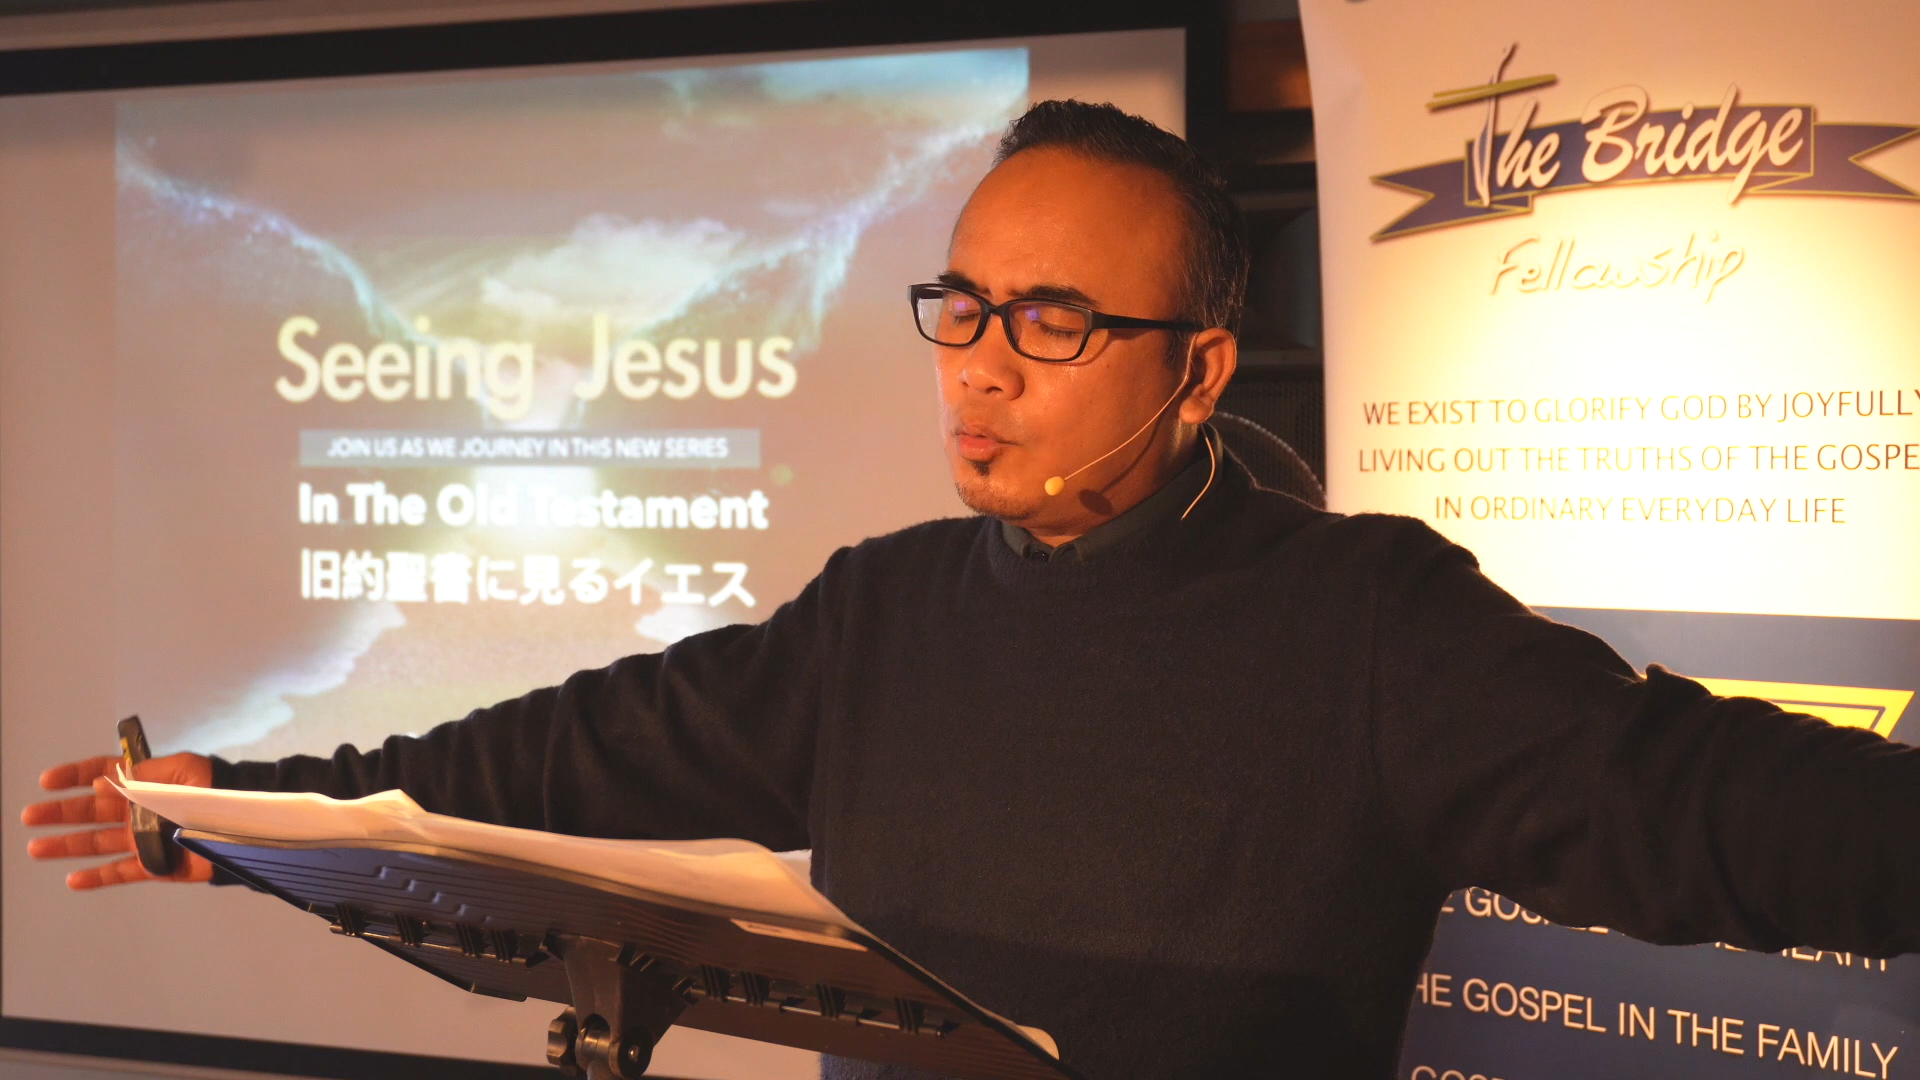 Seeing Jesus
JOIN US AS WE JOURNEY IN THIS NEW SERIES
In The Old Testament
旧約聖書に見るイエス
The Bridge
Fellowship
WE EXIST TO GLORIFY GOD BY JOYFULLY
LIVING OUT THE TRUTHS OF THE GOSPE
IN ORDINARY EVERYDAY LIFE
HE GOSPEL IN THE FAMILY